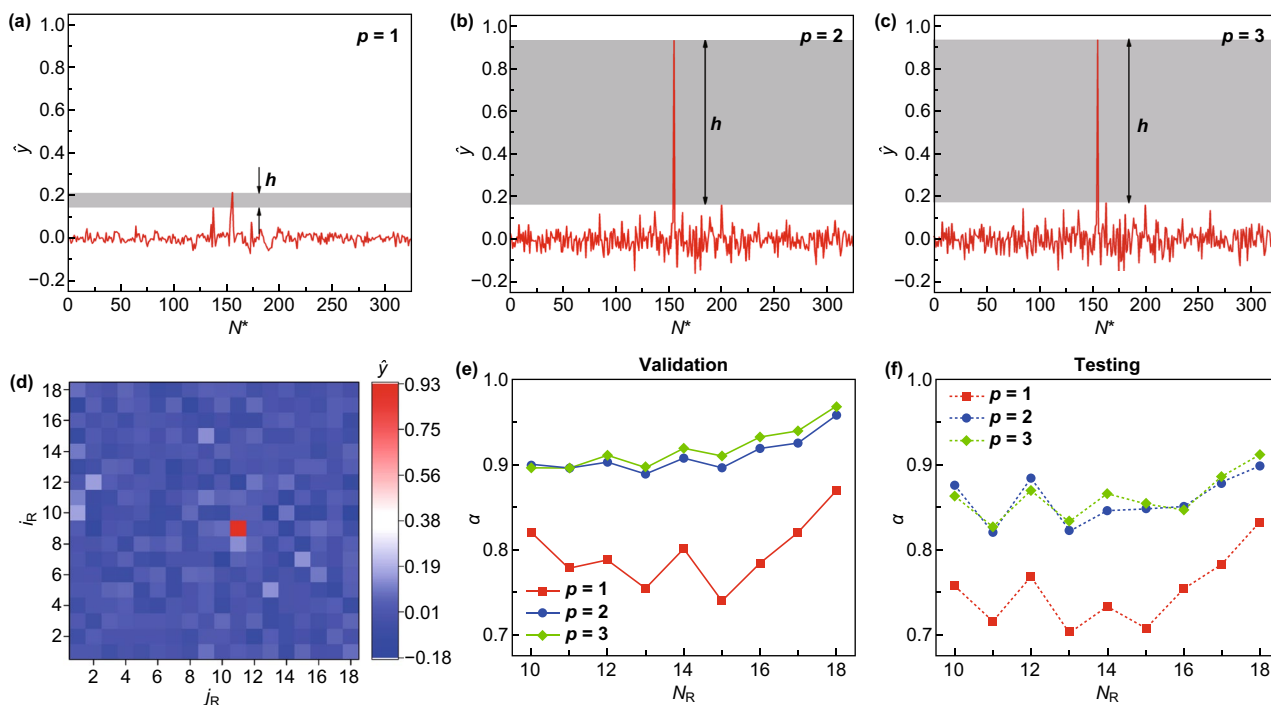 (a)
p = 1
1.0
0.8
0.6
0.4
0.2
0.0
−0.2
ŷ
h
0 50 100 150 200 250 300
N*
(b)
p = 2
1.0
0.8
0.6
0.4
0.2
0.0
−0.2
ŷ
h
0 50 100 150 200 250 300
N*
(c)
p = 3
1.0
0.8
0.6
0.4
0.2
0.0
−0.2
ŷ
h
0 50 100 150 200 250 300
N*
(d)
ŷ
18
16
14
12
10
8
6
4
2
i_R
2 4 6 8 10 12 14 16 18
j_R
0.93
0.75
0.56
0.38
0.20
0.01
−0.18
(e)
Validation
1.0
0.9
0.8
0.7
α
p = 1
p = 2
p = 3
10 12 14 16 18
N_R
(f)
Testing
1.0
0.9
0.8
0.7
α
p = 1
p = 2
p = 3
10 12 14 16 18
N_R